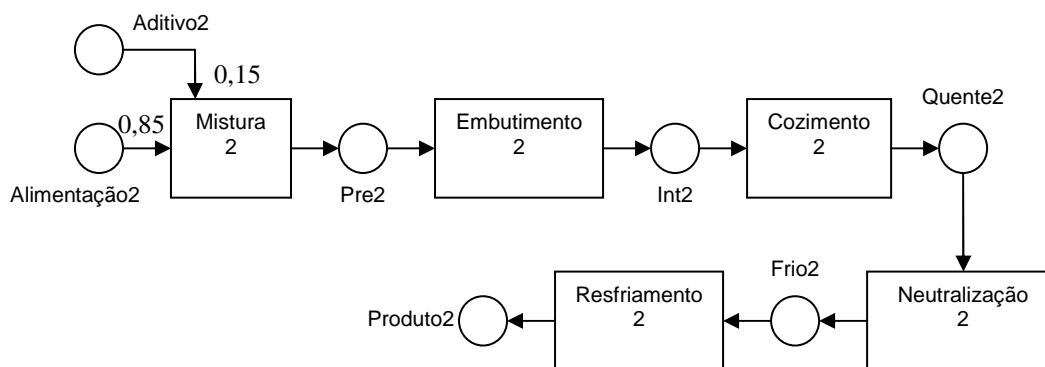 Aditivo2
0,15
0,85
Alimentação2
Mistura
2
Pre2
Embutimento
2
Int2
Cozimento
2
Quente2
Neutralização
2
Frio2
Resfriamento
2
Produto2